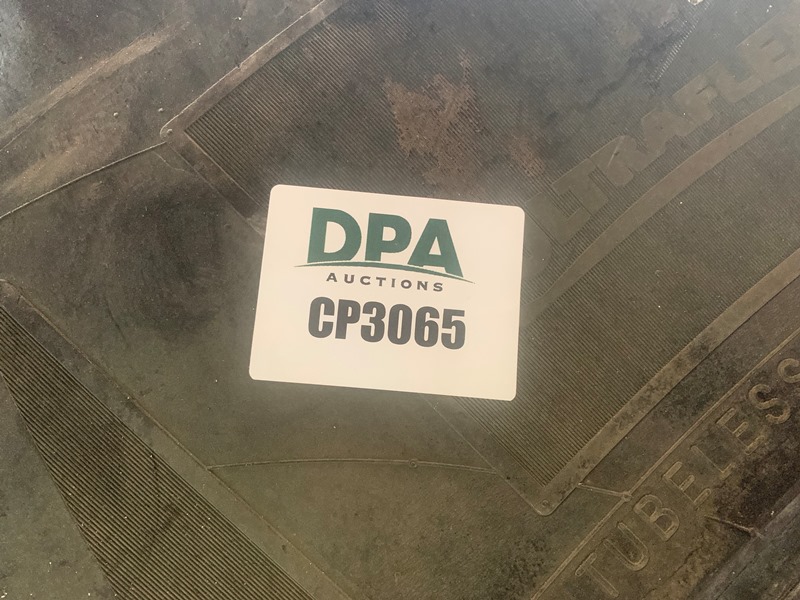 DPA
AUCTIONS
CP3065
TUBELESS